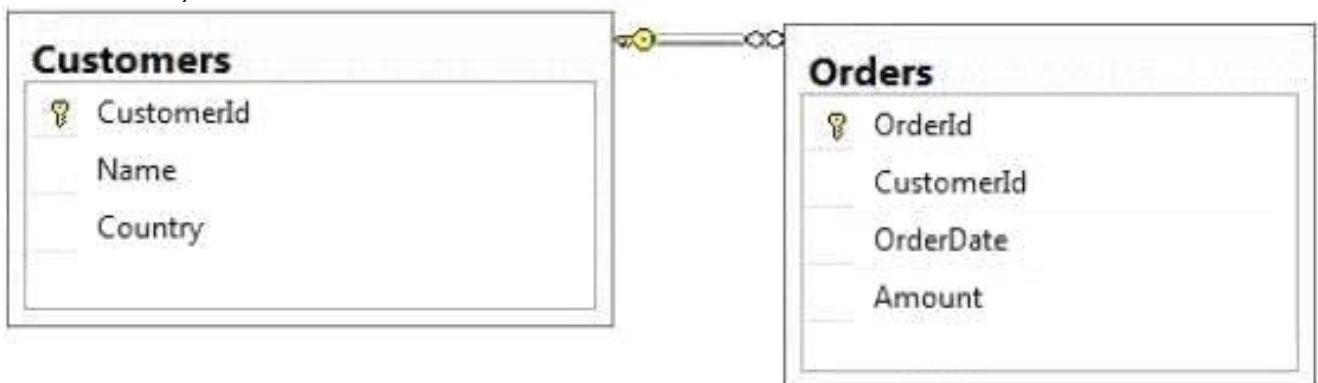 Customers
CustomerId
Name
Country
Orders
OrderId
CustomerId
OrderDate
Amount